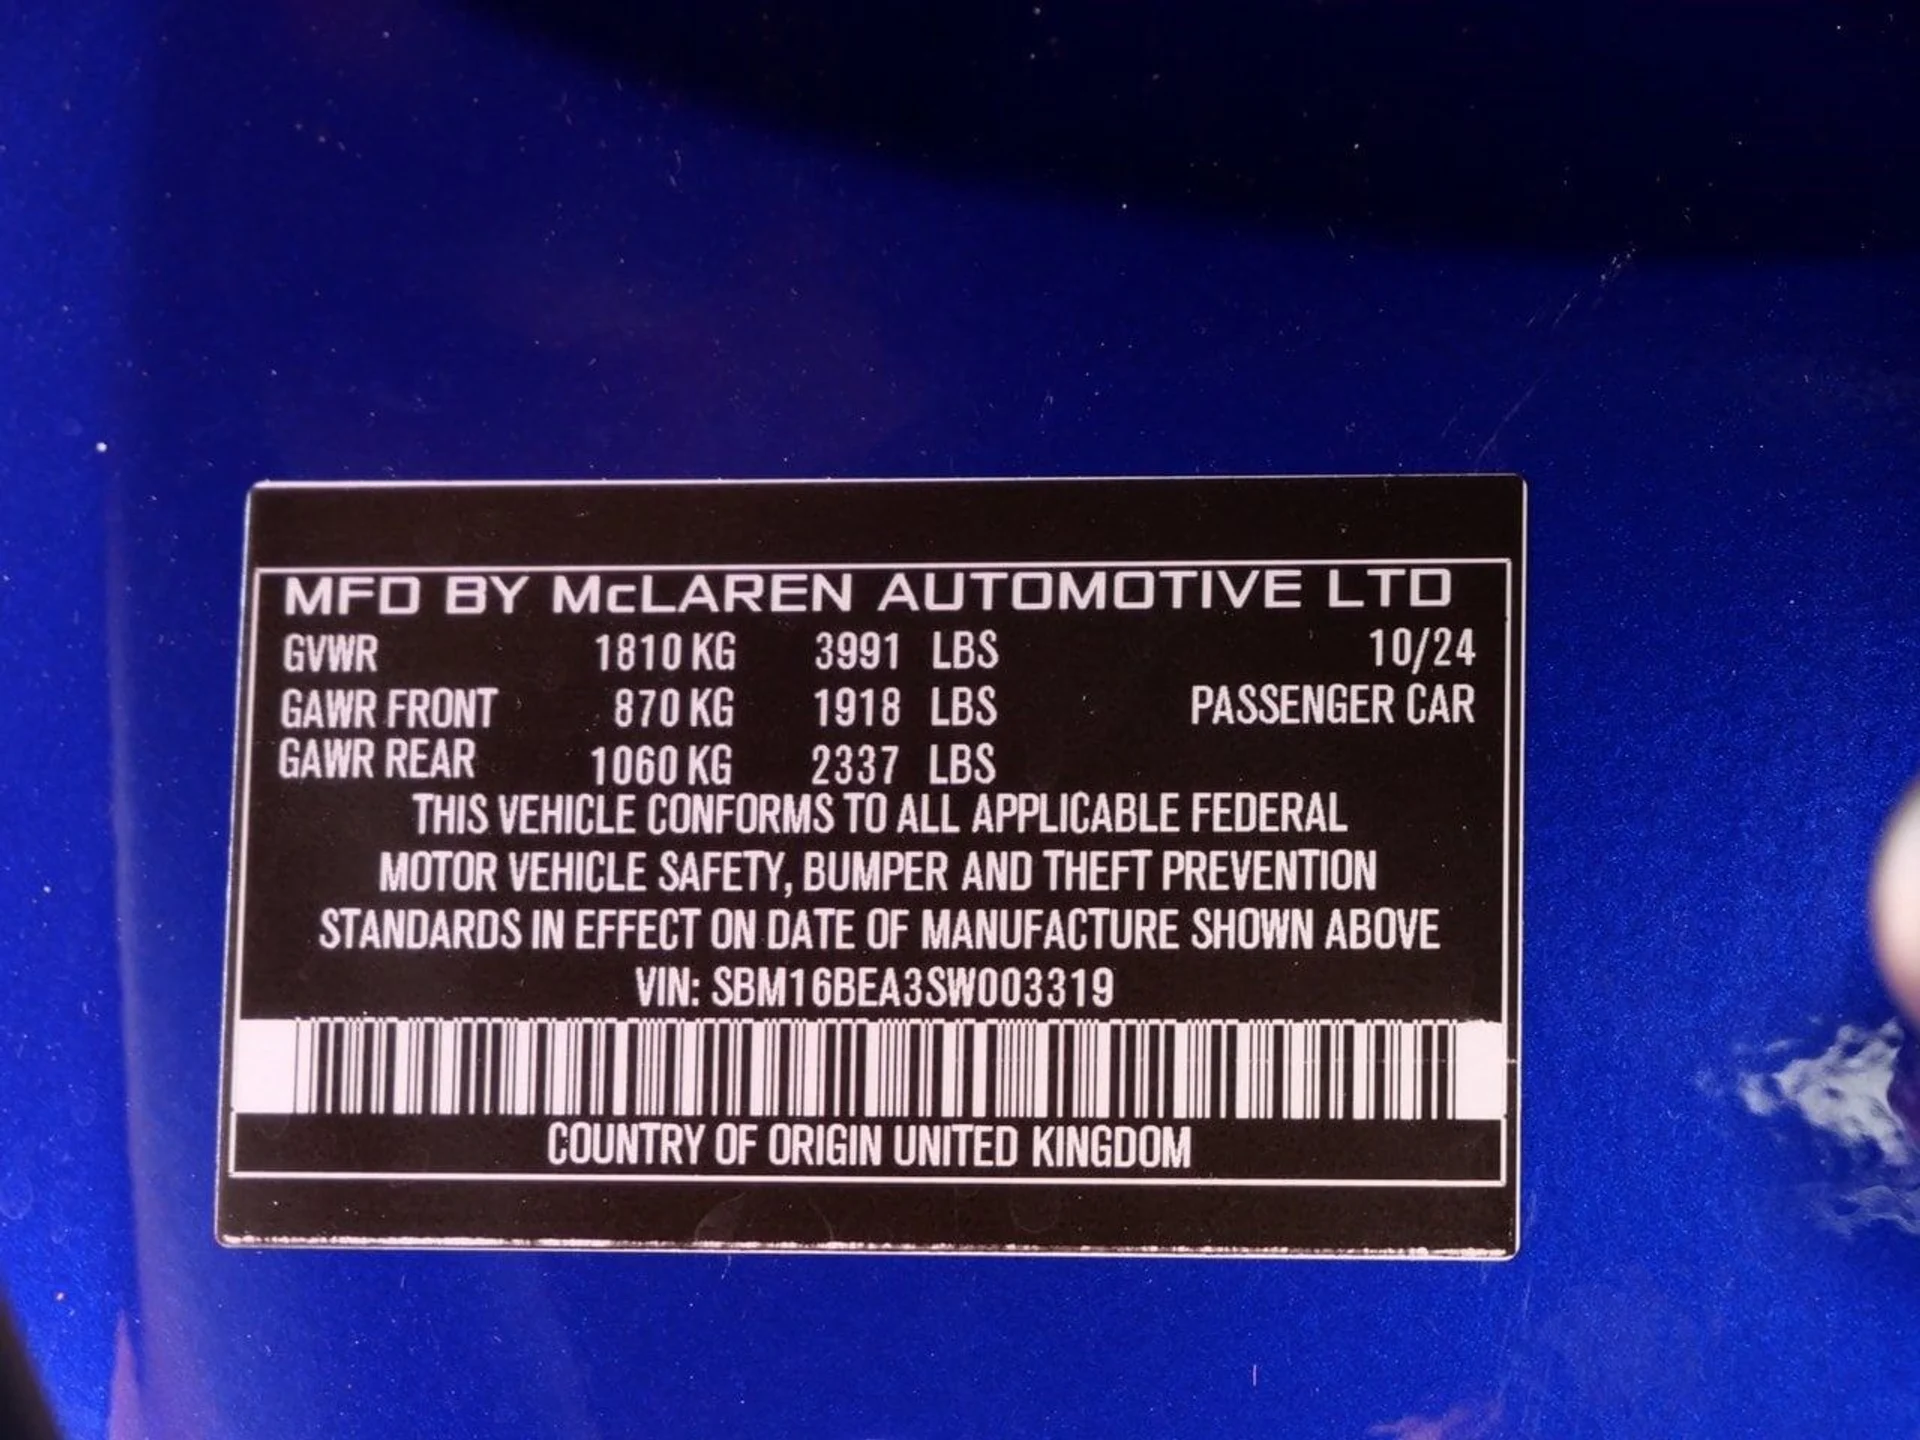 MFD BY McLAREN AUTOMOTIVE LTD
GVWR 1810 KG 3991 LBS 10/24
GAWR FRONT 870 KG 1918 LBS PASSENGER CAR
GAWR REAR 1060 KG 2337 LBS
THIS VEHICLE CONFORMS TO ALL APPLICABLE FEDERAL
MOTOR VEHICLE SAFETY, BUMPER AND THEFT PREVENTION
STANDARDS IN EFFECT ON DATE OF MANUFACTURE SHOWN ABOVE
VIN: SBM16BEA3SW003319
COUNTRY OF ORIGIN UNITED KINGDOM